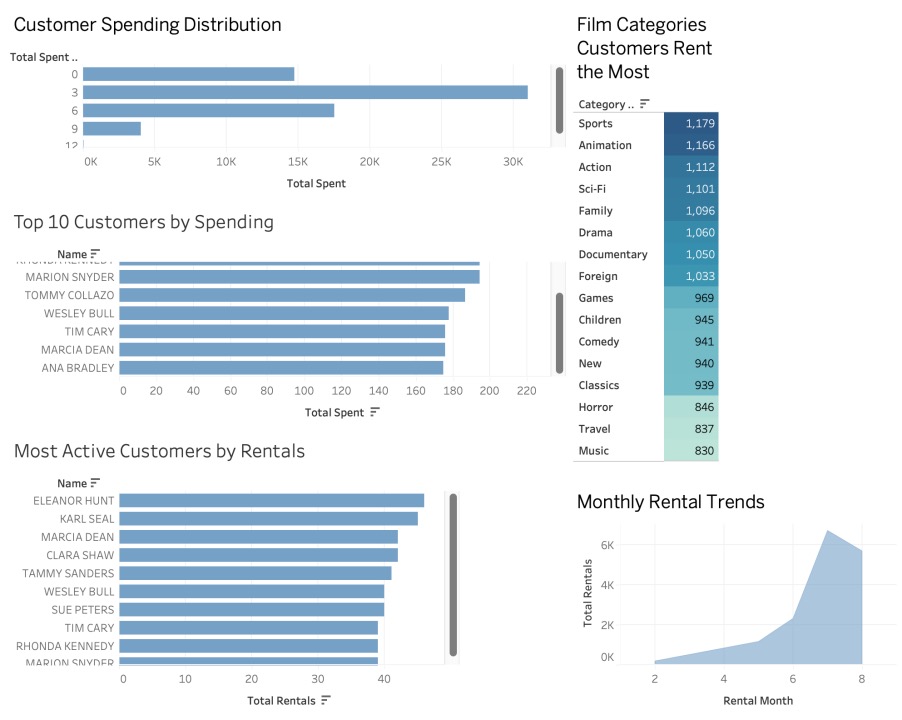 Customer Spending Distribution
Total Spent ..
0
3
6
9
12
0K 5K 10K 15K 20K 25K 30K
Total Spent
Top 10 Customers by Spending
Name
RHONDA KENNEDY
MARION SNYDER
TOMMY COLLAZO
WESLEY BULL
TIM CARY
MARCIA DEAN
ANA BRADLEY
0 20 40 60 80 100 120 140 160 180 200 220
Total Spent
Most Active Customers by Rentals
Name
ELEANOR HUNT
KARL SEAL
MARCIA DEAN
CLARA SHAW
TAMMY SANDERS
WESLEY BULL
SUE PETERS
TIM CARY
RHONDA KENNEDY
MARION SNYDER
0 10 20 30 40
Total Rentals
Film Categories
Customers Rent
the Most
Category ..
Sports 1,179
Animation 1,166
Action 1,112
Sci-Fi 1,101
Family 1,096
Drama 1,060
Documentary 1,050
Foreign 1,033
Games 969
Children 945
Comedy 941
New 940
Classics 939
Horror 846
Travel 837
Music 830
Monthly Rental Trends
Total Rentals
6K
4K
2K
0K
2 4 6 8
Rental Month